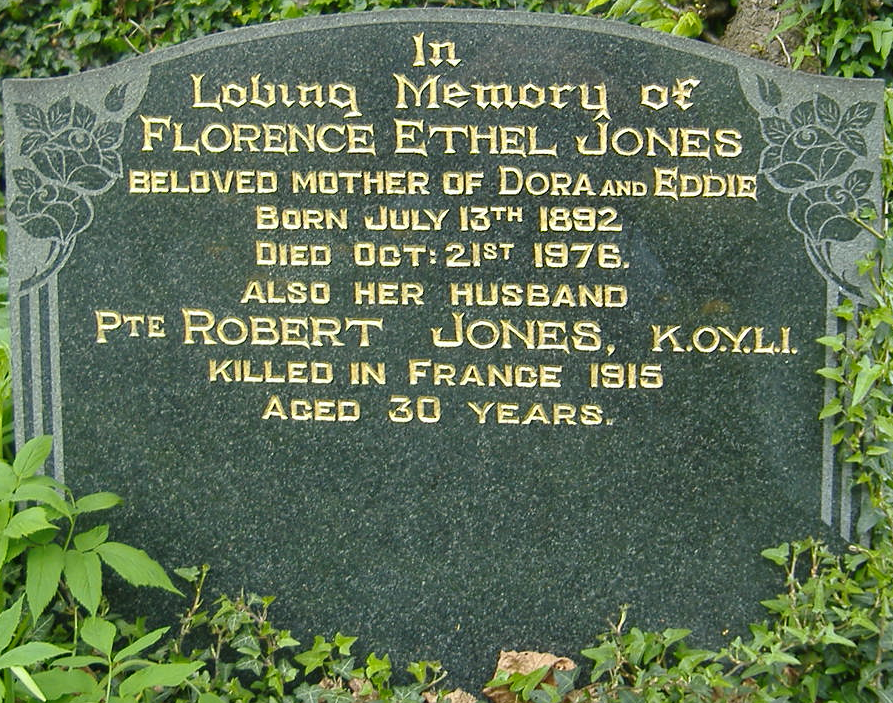 In
Loving Memory of
FLORENCE ETHEL JONES
BELOVED MOTHER OF DORA AND EDDIE
BORN JULY 13TH 1892
DIED OCT: 21ST 1976.
ALSO HER HUSBAND
PTE ROBERT JONES, K.O.Y.L.I.
KILLED IN FRANCE 1915
AGED 30 YEARS.